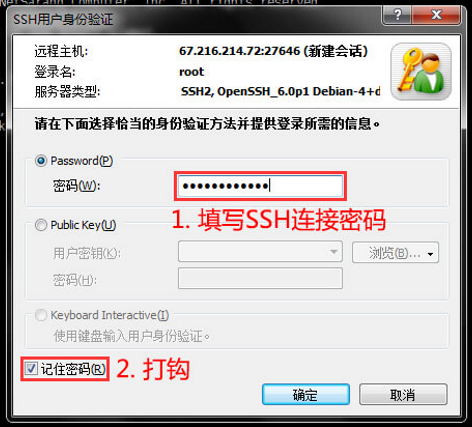 NetSarang Computer, Inc. All rights reserved.
SSH用户身份验证
远程主机: 67.216.214.72:27646 (新建会话)
登录名: root
服务器类型: SSH2, OpenSSH_6.0p1 Debian-4+d
请在下面选择恰当的身份验证方法并提供登录所需的信息。
Password(P)
密码(W): ●●●●●●●●●●●●
1. 填写SSH连接密码
Public Key(U)
用户密钥(K): 浏览(B)...
密码(H):
Keyboard Interactive(I)
使用键盘输入用户身份验证。
记住密码(R) 2. 打钩
确定 取消